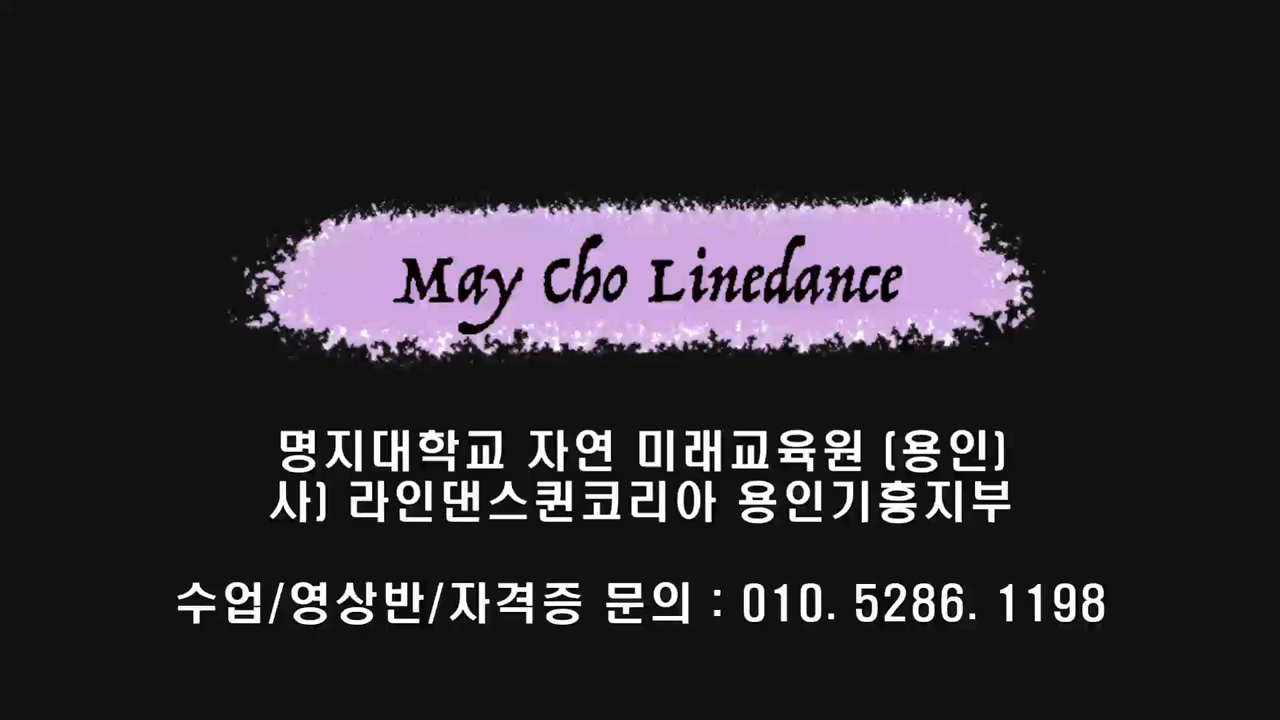 May Cho Linedance
명지대학교 자연 미래교육원 (용인)
사) 라인댄스퀸코리아 용인기흥지부
수업/영상반/자격증 문의 : 010. 5286. 1198